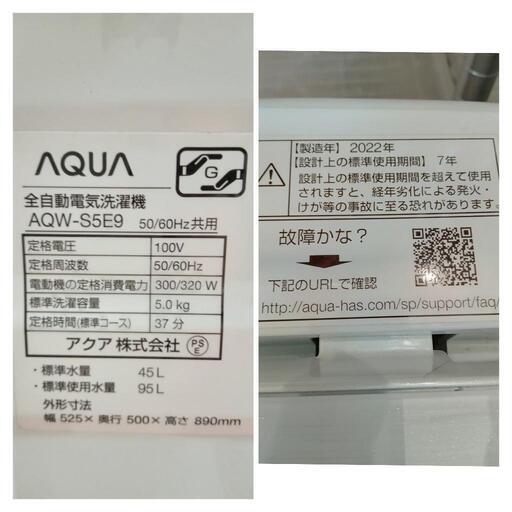 AQUA
G
全自動電気洗濯機
AQW-S5E9 50/60Hz共用
定格電圧 100V
定格周波数 50/60Hz
電動機の定格消費電力 300/320 W
標準洗濯容量 5.0 kg
定格時間(標準コース) 37 分
アクア 株式会社 PSE
・標準水量 45 L
・標準使用水量 95 L
外形寸法
幅 525×奥行 500×高さ 890mm
【製造年】2022年
【設計上の標準使用期間】7年
設計上の標準使用期間を超えて使用
されますと、経年劣化による発火・
けが等の事故に至る恐れがあります。
故障かな?
下記のURLで確認
http://aqua-has.com/sp/support/faq/